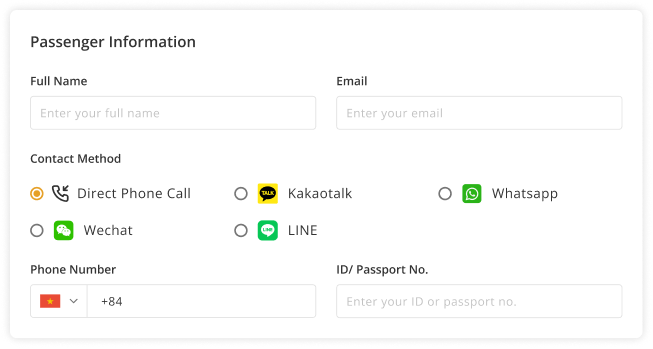 Passenger Information
Full Name Email
Enter your full name Enter your email
Contact Method
Direct Phone Call TALK Kakaotalk Whatsapp
Wechat LINE LINE
Phone Number ID/ Passport No.
+84 Enter your ID or passport no.